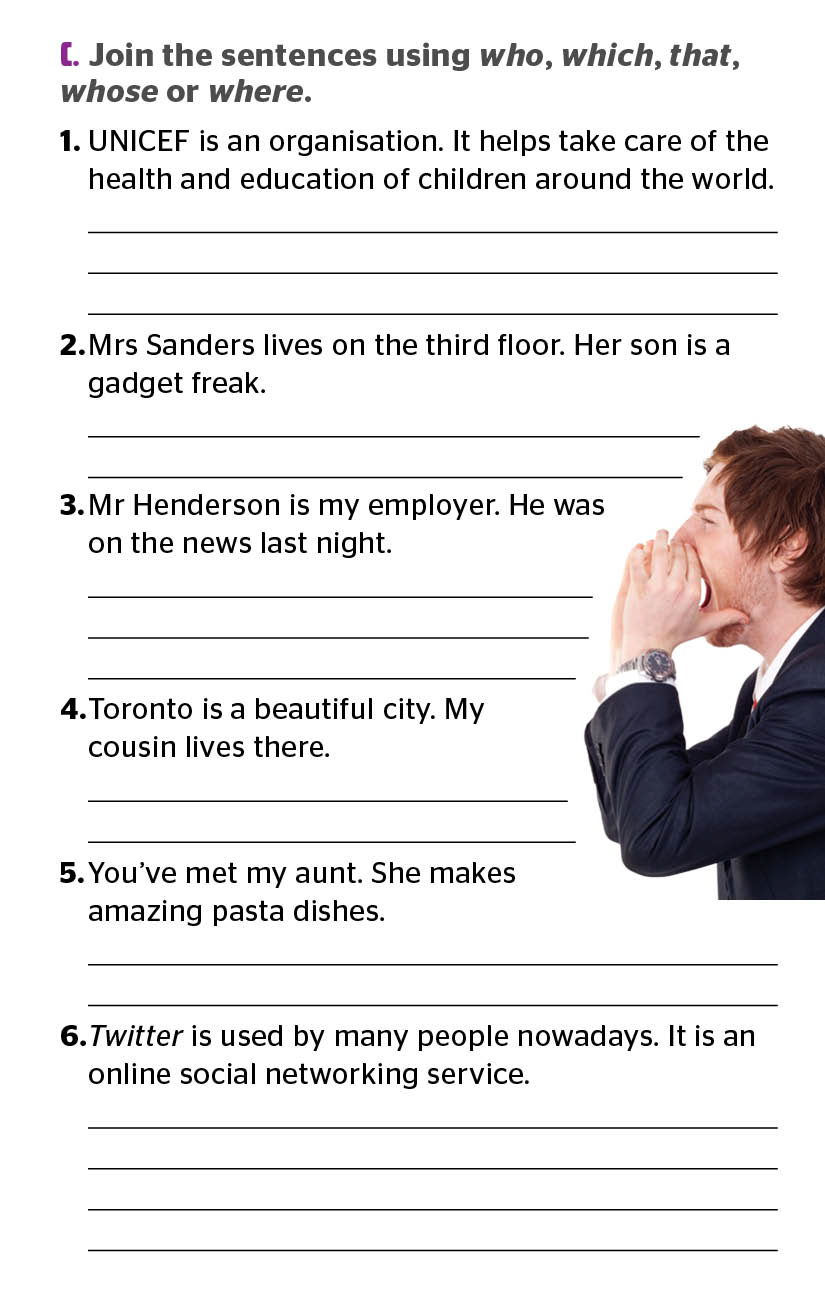 C. Join the sentences using who, which, that,
whose or where.
1. UNICEF is an organisation. It helps take care of the
health and education of children around the world.
2. Mrs Sanders lives on the third floor. Her son is a
gadget freak.
3. Mr Henderson is my employer. He was
on the news last night.
4. Toronto is a beautiful city. My
cousin lives there.
5. You’ve met my aunt. She makes
amazing pasta dishes.
6. Twitter is used by many people nowadays. It is an
online social networking service.